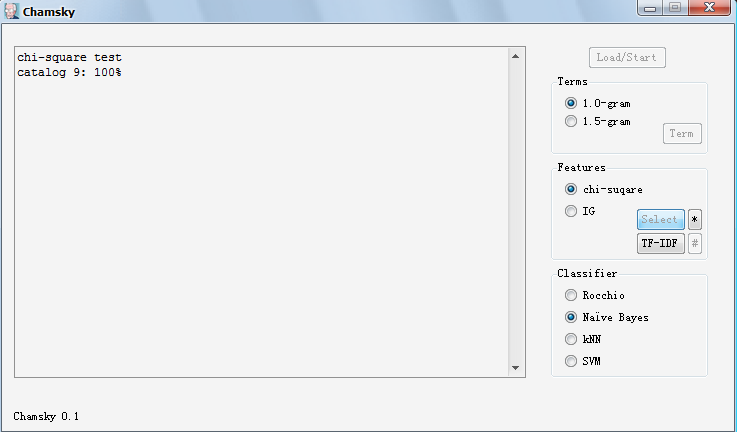 Chamsky
chi-square test
catalog 9: 100%
Load/Start
Terms
1.0-gram
1.5-gram
Term
Features
chi-suqare
IG
Select
*
TF-IDF
#
Classifier
Rocchio
Naïve Bayes
kNN
SVM
Chamsky 0.1